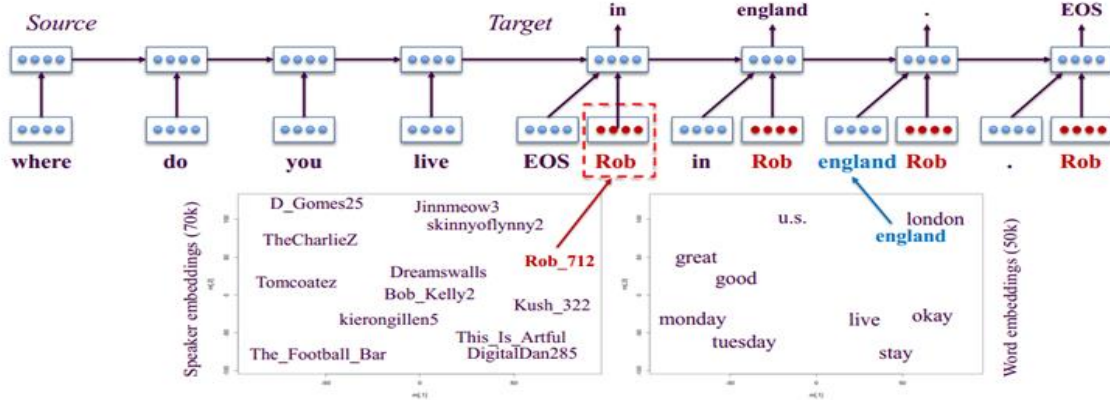 Source Target in england . EOS
where do you live EOS Rob in Rob england Rob . Rob
Speaker embeddings (70k)
D_Gomes25
Jinnmeow3
skinnyoflynny2
TheCharlieZ
Rob_712
Dreamswalls
Tomcoatez
Bob_Kelly2
Kush_322
kierongillen5
This_Is_Artful
The_Football_Bar
DigitalDan285
u.s.
london
england
great
good
monday
live
okay
tuesday
stay
Word embeddings (50k)